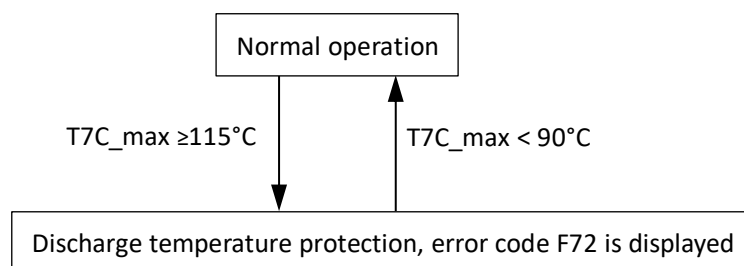 Normal operation
T7C_max ≥115°C
T7C_max < 90°C
Discharge temperature protection, error code F72 is displayed